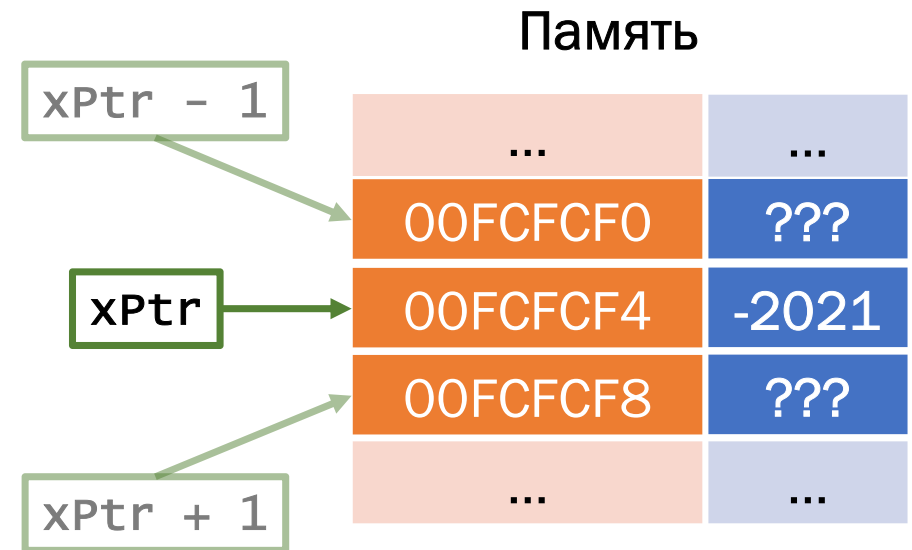 Память
xPtr - 1
... ...
00FCFCF0 ???
xPtr 00FCFCF4 -2021
00FCFCF8 ???
xPtr + 1
... ...